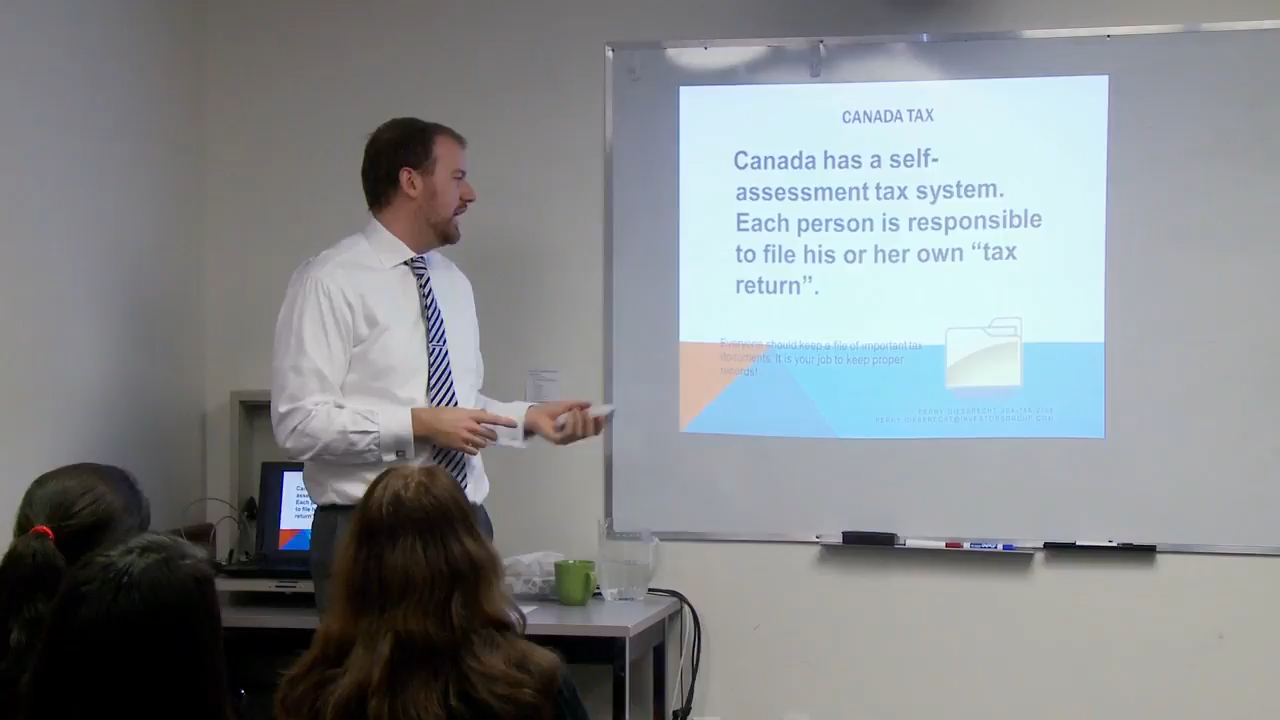 CANADA TAX
Canada has a self-
assessment tax system.
Each person is responsible
to file his or her own “tax
return”.
Everyone should keep a file of important tax
documents. It is your job to keep proper
records!